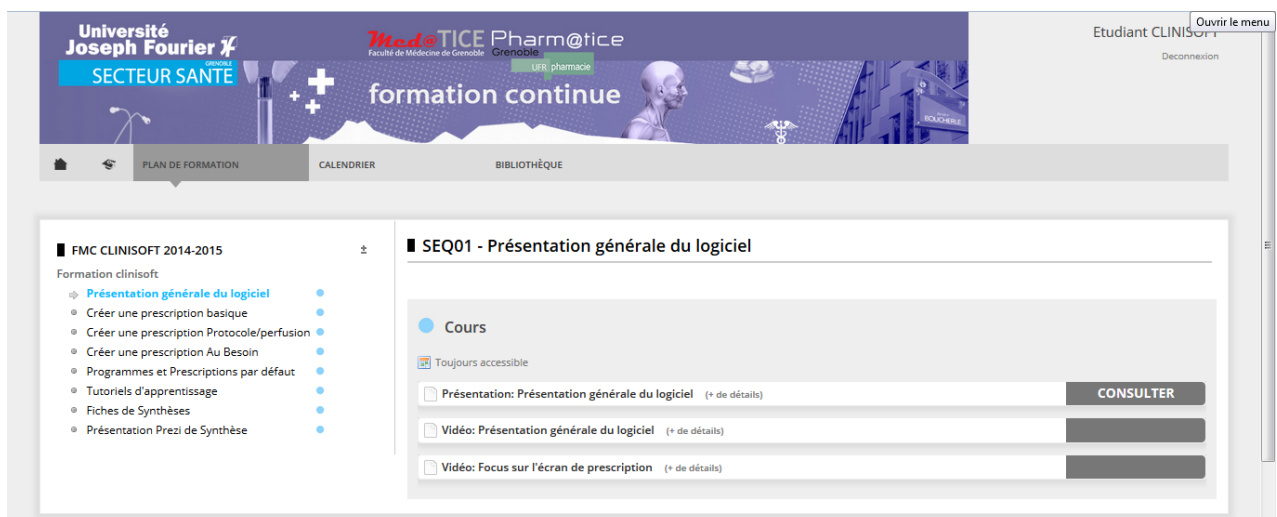 Université
Joseph Fourier
GRENOBLE
SECTEUR SANTÉ
Med@TICE Pharm@tice
Faculté de Médecine de Grenoble Grenoble
UFR pharmacie
formation continue
BOUCHERLE
Etudiant CLINISOFT
Ouvrir le menu
Deconnexion
PLAN DE FORMATION CALENDRIER BIBLIOTHÈQUE
FMC CLINISOFT 2014-2015 ±
Formation clinisoft
Présentation générale du logiciel
Créer une prescription basique
Créer une prescription Protocole/perfusion
Créer une prescription Au Besoin
Programmes et Prescriptions par défaut
Tutoriels d'apprentissage
Fiches de Synthèses
Présentation Prezi de Synthèse
SEQ01 - Présentation générale du logiciel
Cours
Toujours accessible
Présentation: Présentation générale du logiciel (+ de détails) CONSULTER
Vidéo: Présentation générale du logiciel (+ de détails)
Vidéo: Focus sur l'écran de prescription (+ de détails)